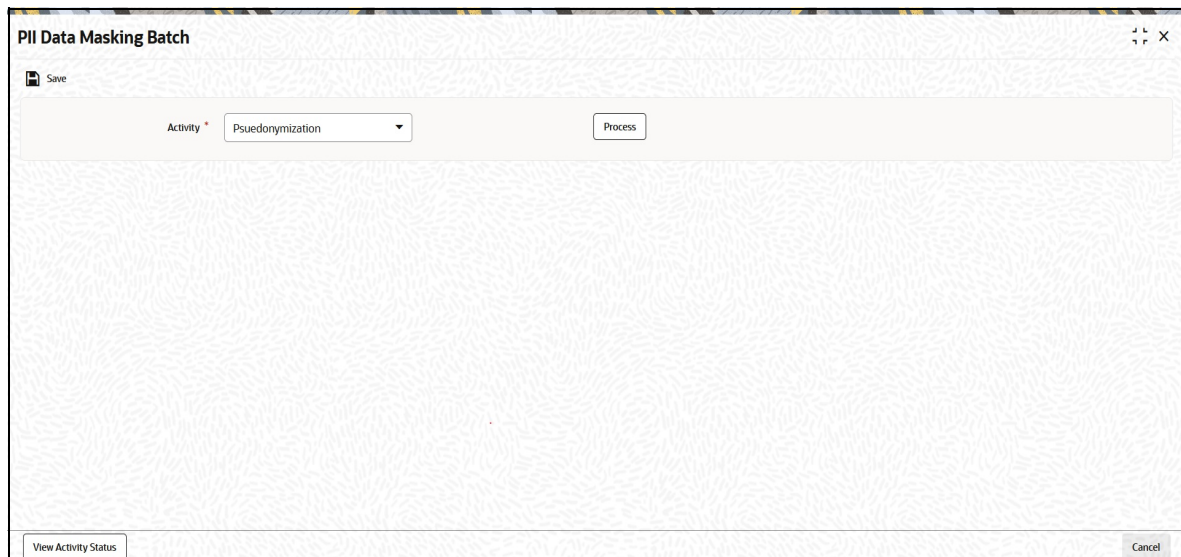 PII Data Masking Batch
Save
Activity * Psuedonymization Process
View Activity Status Cancel